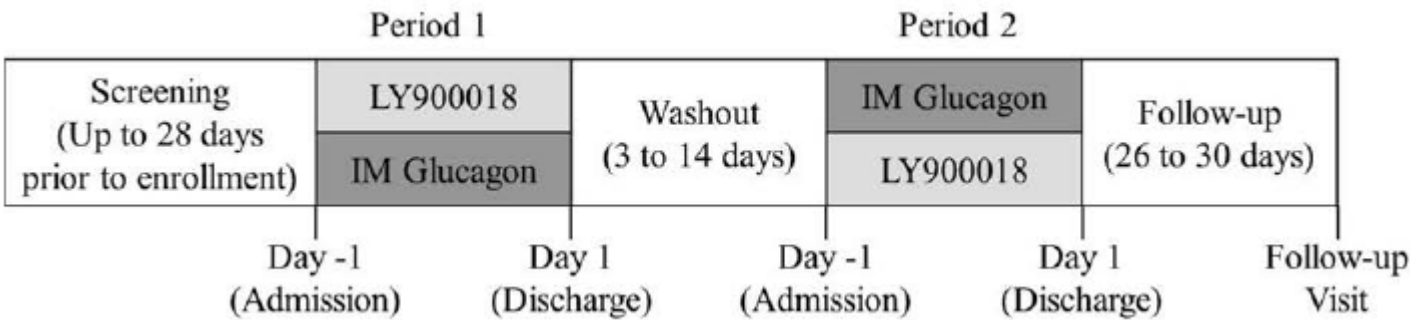 Period 1
Period 2
Screening
(Up to 28 days
prior to enrollment)
LY900018
IM Glucagon
Washout
(3 to 14 days)
IM Glucagon
LY900018
Follow-up
(26 to 30 days)
Day -1
(Admission)
Day 1
(Discharge)
Day -1
(Admission)
Day 1
(Discharge)
Follow-up
Visit